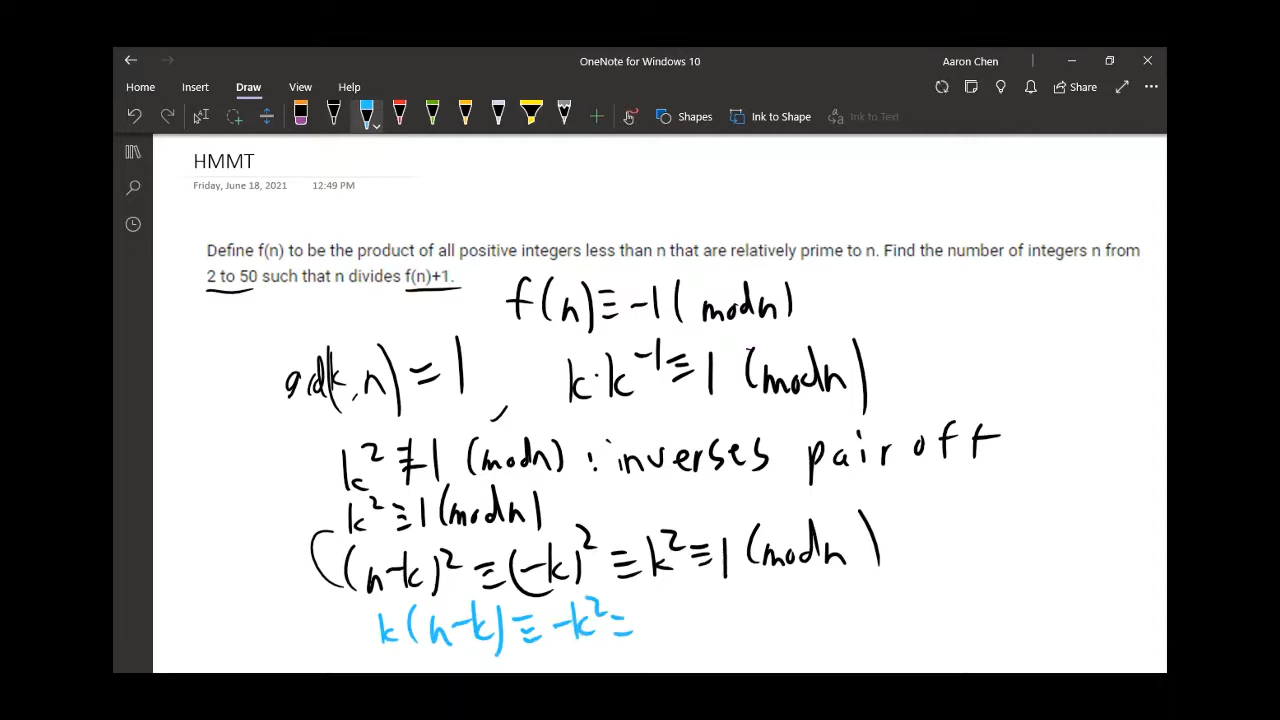 OneNote for Windows 10
Aaron Chen
Home Insert Draw View Help
Share
Shapes Ink to Shape Ink to Text
HMMT
Friday, June 18, 2021 12:49 PM
Define f(n) to be the product of all positive integers less than n that are relatively prime to n. Find the number of integers n from
2 to 50 such that n divides f(n)+1.
f(n) ≡ -1 (mod n)
gcd(k, n) = 1 k·k⁻¹ ≡ 1 (mod n)
k² ≢ 1 (mod n) : inverses pair off
k² ≡ 1 (mod n)
(n-k)² ≡ (-k)² ≡ k² ≡ 1 (mod n)
k(n-k) ≡ -k² ≡